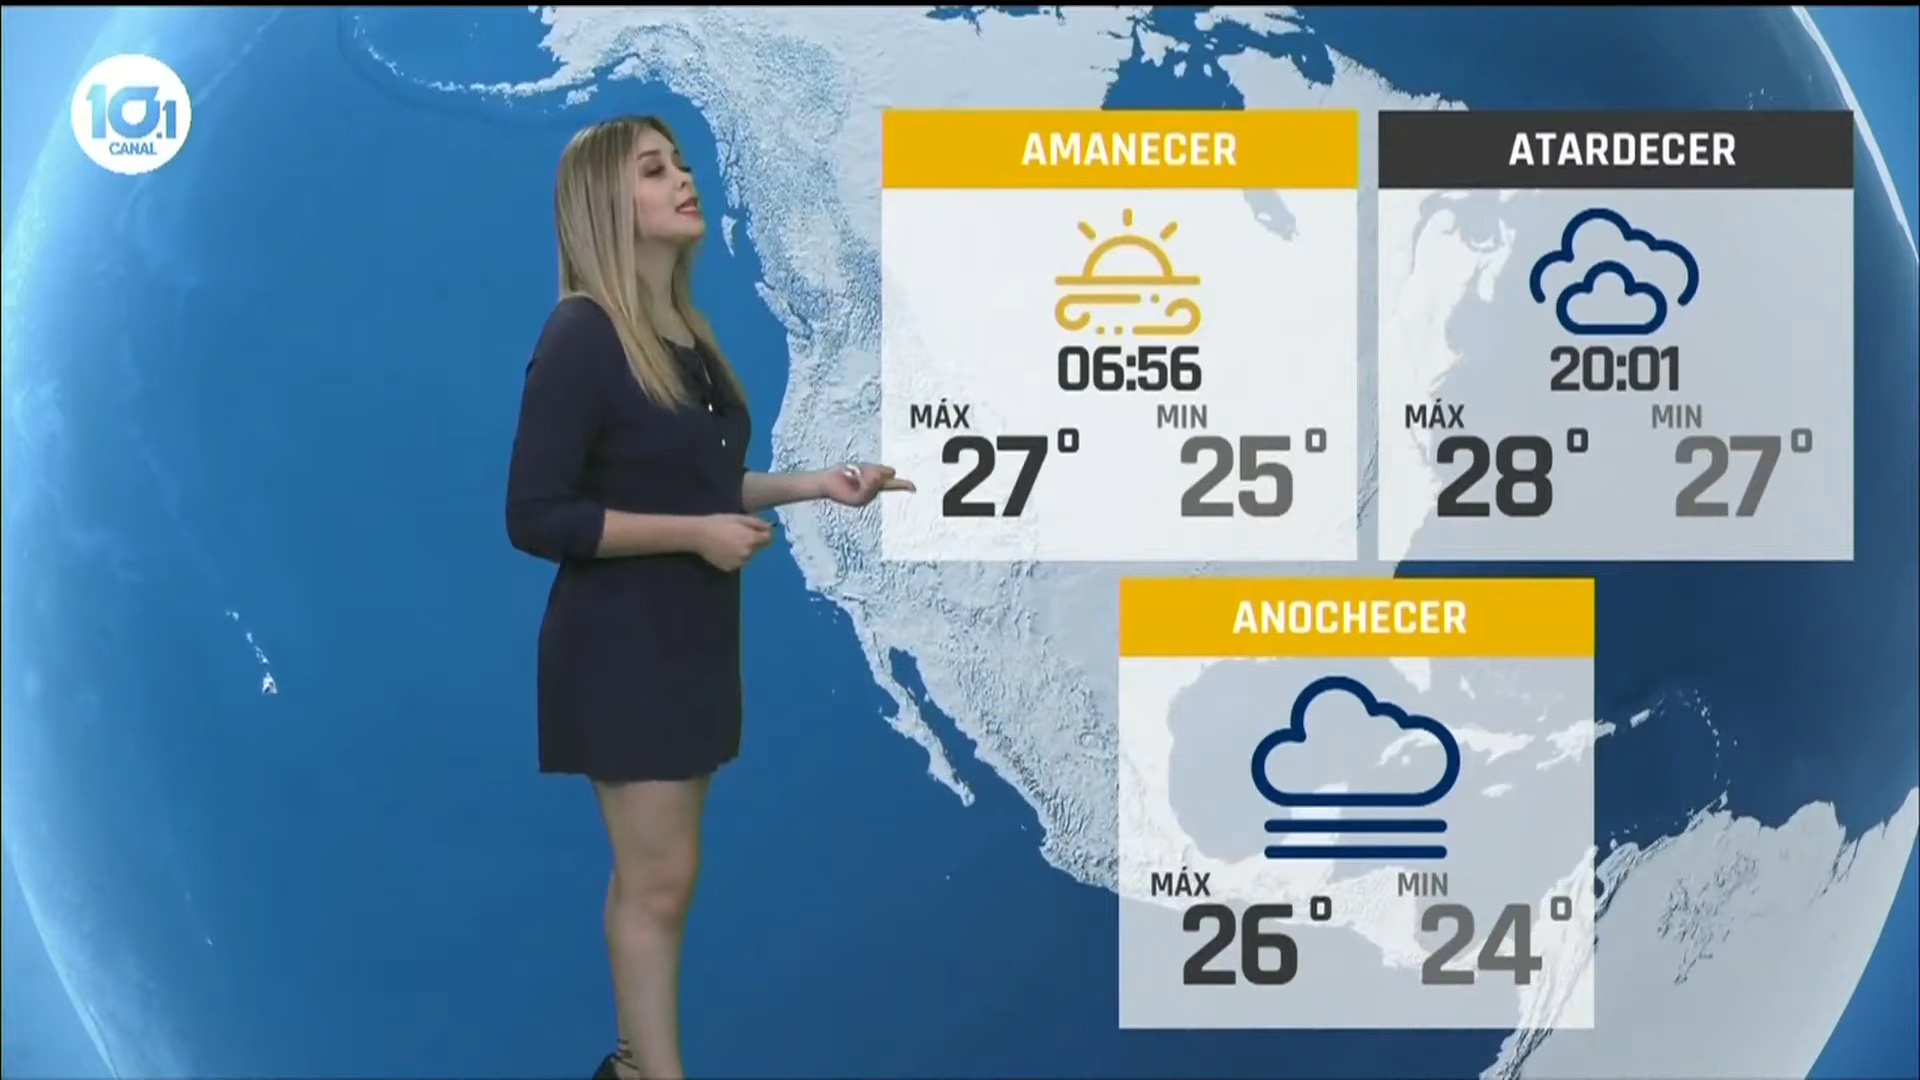 10.1
CANAL
AMANECER
06:56
MÁX MIN
27° 25°
ATARDECER
20:01
MÁX MIN
28° 27°
ANOCHECER
MÁX MIN
26° 24°